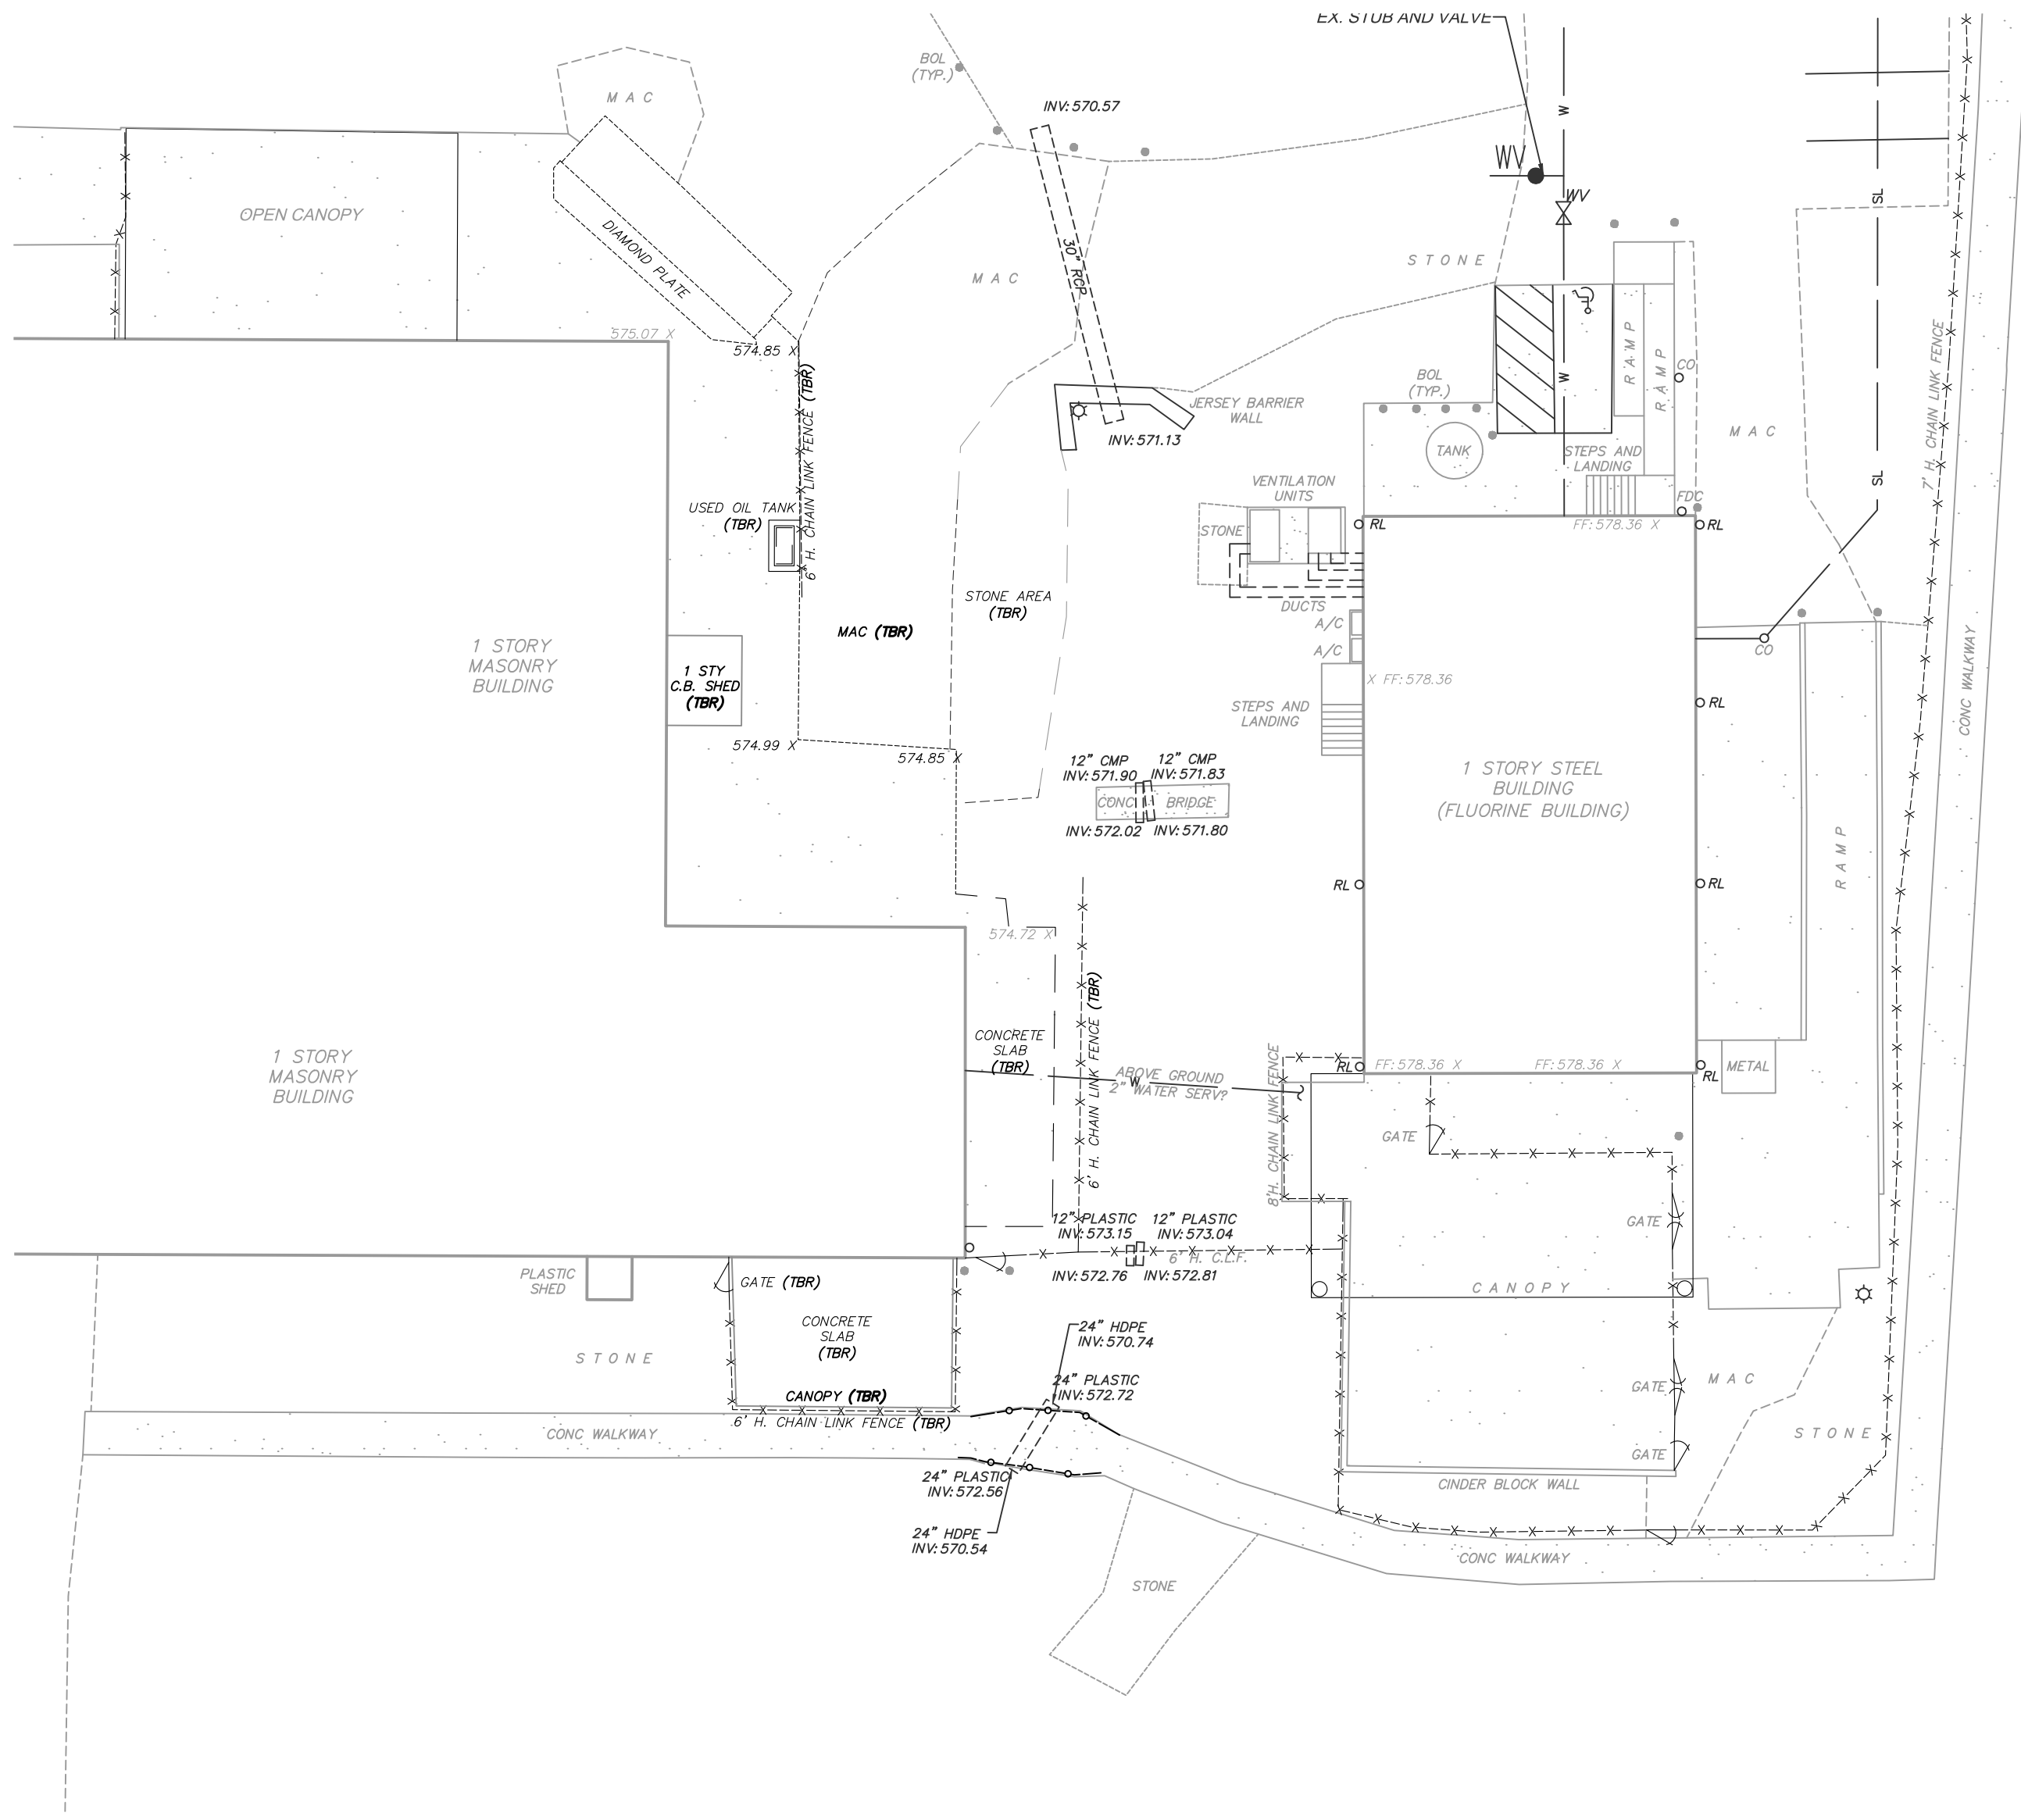 EX. STUB AND VALVE
BOL
(TYP.)
M A C
INV: 570.57
W
WV
WV
SL
OPEN CANOPY
DIAMOND PLATE
30" RCP
M A C
S T O N E
575.07 X
574.85 X
6' H. CHAIN LINK FENCE (TBR)
BOL
(TYP.)
JERSEY BARRIER
WALL
INV: 571.13
W
R A M P
R A M P
CO
7' H. CHAIN LINK FENCE
M A C
TANK
STEPS AND
LANDING
SL
VENTILATION
UNITS
FDC
USED OIL TANK
(TBR)
STONE
RL
FF: 578.36 X
RL
STONE AREA
(TBR)
DUCTS
A/C
MAC (TBR)
A/C
CO
1 STORY
MASONRY
BUILDING
1 STY
C.B. SHED
(TBR)
X FF: 578.36
CONC WALKWAY
STEPS AND
LANDING
RL
574.99 X
574.85 X
12" CMP
INV: 571.90
12" CMP
INV: 571.83
1 STORY STEEL
BUILDING
(FLUORINE BUILDING)
CONC
BRIDGE
INV: 572.02
INV: 571.80
R A M P
RL
RL
574.72 X
6' H. CHAIN LINK FENCE (TBR)
CONCRETE
SLAB
(TBR)
1 STORY
MASONRY
BUILDING
ABOVE GROUND
2" WATER SERV?
W
8'H. CHAIN LINK FENCE
RL
FF: 578.36 X
FF: 578.36 X
METAL
RL
GATE
GATE
12" PLASTIC
INV: 573.15
12" PLASTIC
INV: 573.04
6' H. C.L.F.
INV: 572.76
INV: 572.81
PLASTIC
SHED
GATE (TBR)
C A N O P Y
CONCRETE
SLAB
(TBR)
24" HDPE
INV: 570.74
S T O N E
24" PLASTIC
INV: 572.72
CANOPY (TBR)
6' H. CHAIN LINK FENCE (TBR)
GATE
M A C
CONC WALKWAY
S T O N E
GATE
24" PLASTIC
INV: 572.56
CINDER BLOCK WALL
24" HDPE
INV: 570.54
CONC WALKWAY
STONE